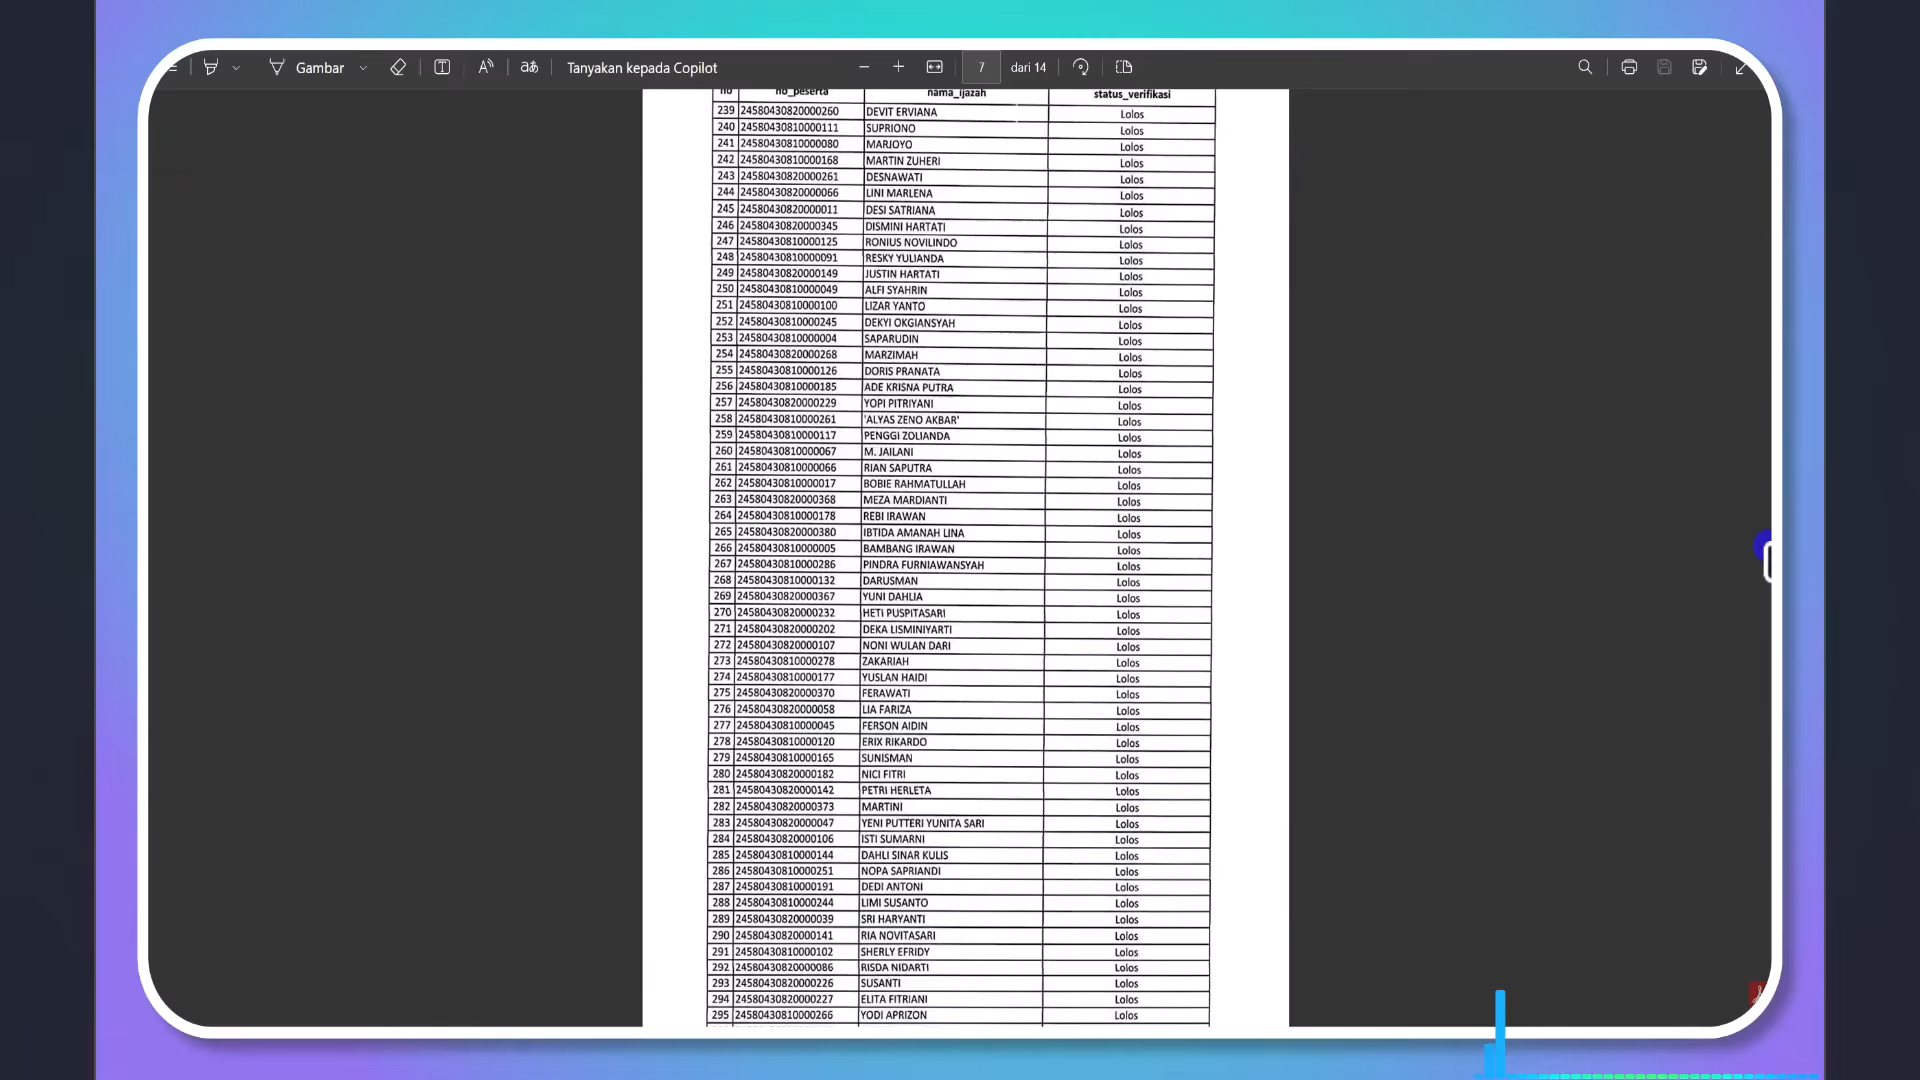 Gambar
Tanyakan kepada Copilot
7 dari 14
no no_peserta nama_ijazah status_verifikasi
239 24580430820000260 DEVIT ERVIANA Lolos
240 24580430810000111 SUPRIONO Lolos
241 24580430810000080 MARJOYO Lolos
242 24580430810000168 MARTIN ZUHERI Lolos
243 24580430820000261 DESNAWATI Lolos
244 24580430820000066 LINI MARLENA Lolos
245 24580430820000011 DESI SATRIANA Lolos
246 24580430820000345 DISMINI HARTATI Lolos
247 24580430810000125 RONIUS NOVILINDO Lolos
248 24580430810000091 RESKY YULIANDA Lolos
249 24580430820000149 JUSTIN HARTATI Lolos
250 24580430810000049 ALFI SYAHRIN Lolos
251 24580430810000100 LIZAR YANTO Lolos
252 24580430810000245 DEKYI OKGIANSYAH Lolos
253 24580430810000004 SAPARUDIN Lolos
254 24580430820000268 MARZIMAH Lolos
255 24580430810000126 DORIS PRANATA Lolos
256 24580430810000185 ADE KRISNA PUTRA Lolos
257 24580430820000229 YOPI PITRIYANI Lolos
258 24580430810000261 'ALYAS ZENO AKBAR' Lolos
259 24580430810000117 PENGGI ZOLIANDA Lolos
260 24580430810000067 M. JAILANI Lolos
261 24580430810000066 RIAN SAPUTRA Lolos
262 24580430810000017 BOBIE RAHMATULLAH Lolos
263 24580430820000368 MEZA MARDIANTI Lolos
264 24580430810000178 REBI IRAWAN Lolos
265 24580430820000380 IBTIDA AMANAH LINA Lolos
266 24580430810000005 BAMBANG IRAWAN Lolos
267 24580430810000286 PINDRA FURNIAWANSYAH Lolos
268 24580430810000132 DARUSMAN Lolos
269 24580430820000367 YUNI DAHLIA Lolos
270 24580430820000232 HETI PUSPITASARI Lolos
271 24580430820000202 DEKA LISMINIYARTI Lolos
272 24580430820000107 NONI WULAN DARI Lolos
273 24580430810000278 ZAKARIAH Lolos
274 24580430810000177 YUSLAN HAIDI Lolos
275 24580430820000370 FERAWATI Lolos
276 24580430820000058 LIA FARIZA Lolos
277 24580430810000045 FERSON AIDIN Lolos
278 24580430810000120 ERIX RIKARDO Lolos
279 24580430810000165 SUNISMAN Lolos
280 24580430820000182 NICI FITRI Lolos
281 24580430820000142 PETRI HERLETA Lolos
282 24580430820000373 MARTINI Lolos
283 24580430820000047 YENI PUTTERI YUNITA SARI Lolos
284 24580430820000106 ISTI SUMARNI Lolos
285 24580430810000144 DAHLI SINAR KULIS Lolos
286 24580430810000251 NOPA SAPRIANDI Lolos
287 24580430810000191 DEDI ANTONI Lolos
288 24580430810000244 LIMI SUSANTO Lolos
289 24580430820000039 SRI HARYANTI Lolos
290 24580430820000141 RIA NOVITASARI Lolos
291 24580430810000102 SHERLY EFRIDY Lolos
292 24580430820000086 RISDA NIDARTI Lolos
293 24580430820000226 SUSANTI Lolos
294 24580430820000227 ELITA FITRIANI Lolos
295 24580430810000266 YODI APRIZON Lolos